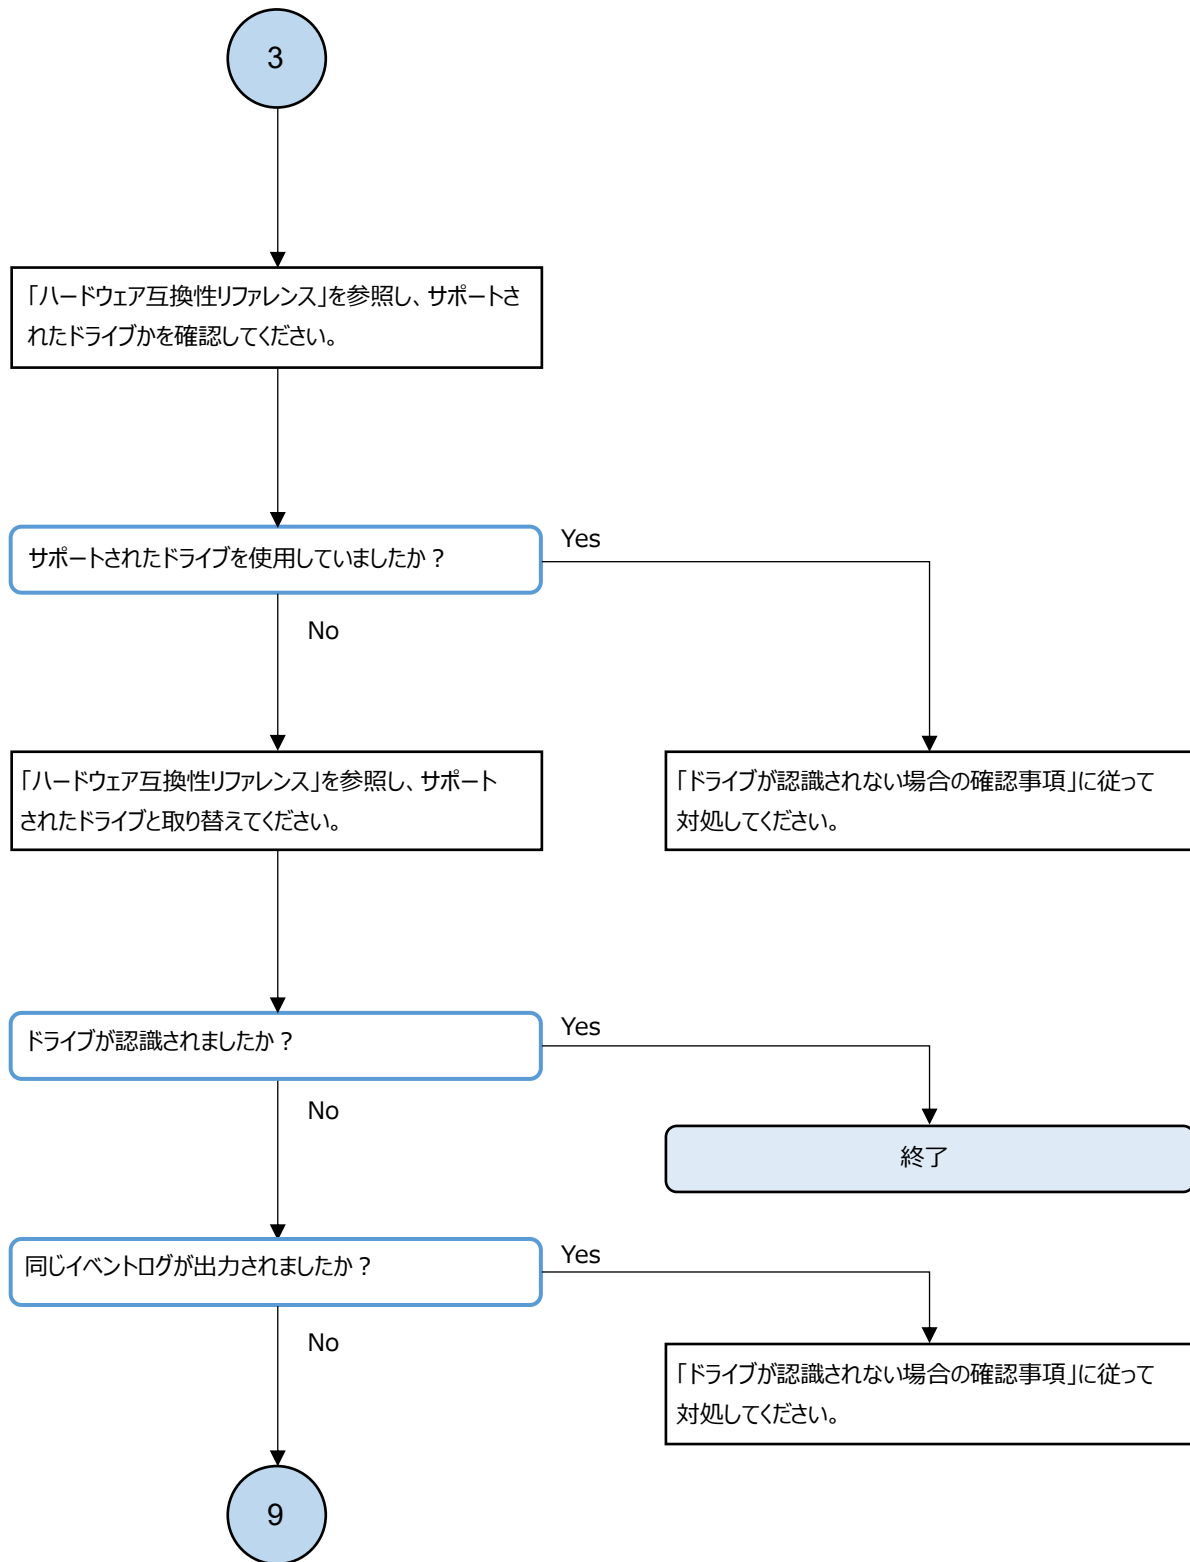 3
「ハードウェア互換性リファレンス」を参照し、サポートさ
れたドライブかを確認してください。
サポートされたドライブを使用していましたか？
Yes
No
「ハードウェア互換性リファレンス」を参照し、サポート
されたドライブと取り替えてください。
「ドライブが認識されない場合の確認事項」に従って
対処してください。
ドライブが認識されましたか？
Yes
No
終了
同じイベントログが出力されましたか？
Yes
No
「ドライブが認識されない場合の確認事項」に従って
対処してください。
9